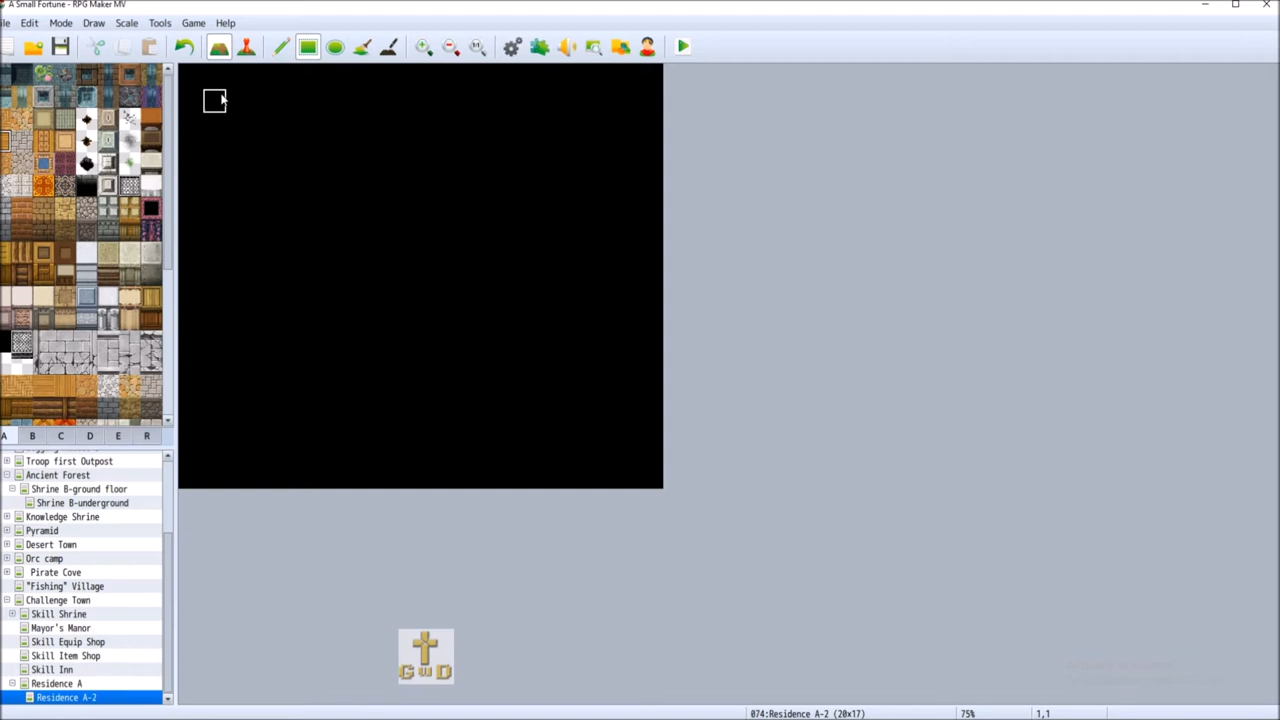 A Small Fortune - RPG Maker MV
ile Edit Mode Draw Scale Tools Game Help
1:1
A B C D E R
Troop first Outpost
Ancient Forest
Shrine B-ground floor
Shrine B-underground
Knowledge Shrine
Pyramid
Desert Town
Orc camp
Pirate Cove
"Fishing" Village
Challenge Town
Skill Shrine
Mayor's Manor
Skill Equip Shop
Skill Item Shop
Skill Inn
Residence A
Residence A-2
GWD
074:Residence A-2 (20x17) 75% 1,1